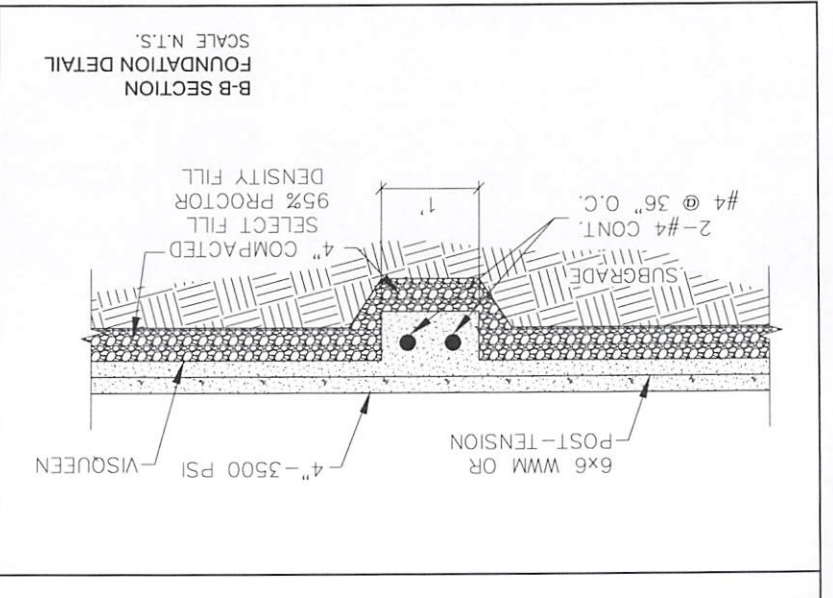 6x6 WWM OR
POST-TENSION
4"-3500 PSI
VISQUEEN
SUBGRADE
2-#4 CONT.
#4 @ 36" O.C.
1'
4" COMPACTED
SELECT FILL
95% PROCTOR
DENSITY FILL
B-B SECTION
FOUNDATION DETAIL
SCALE N.T.S.